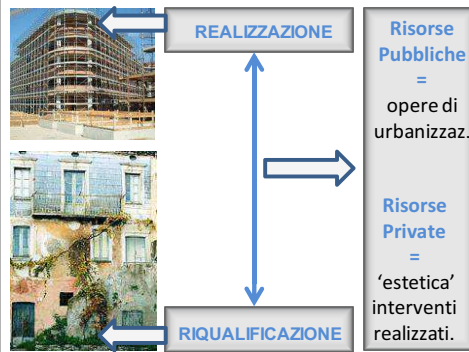 REALIZZAZIONE
RIQUALIFICAZIONE
Risorse
Pubbliche
=
opere di
urbanizzaz.
Risorse
Private
=
‘estetica’
interventi
realizzati.